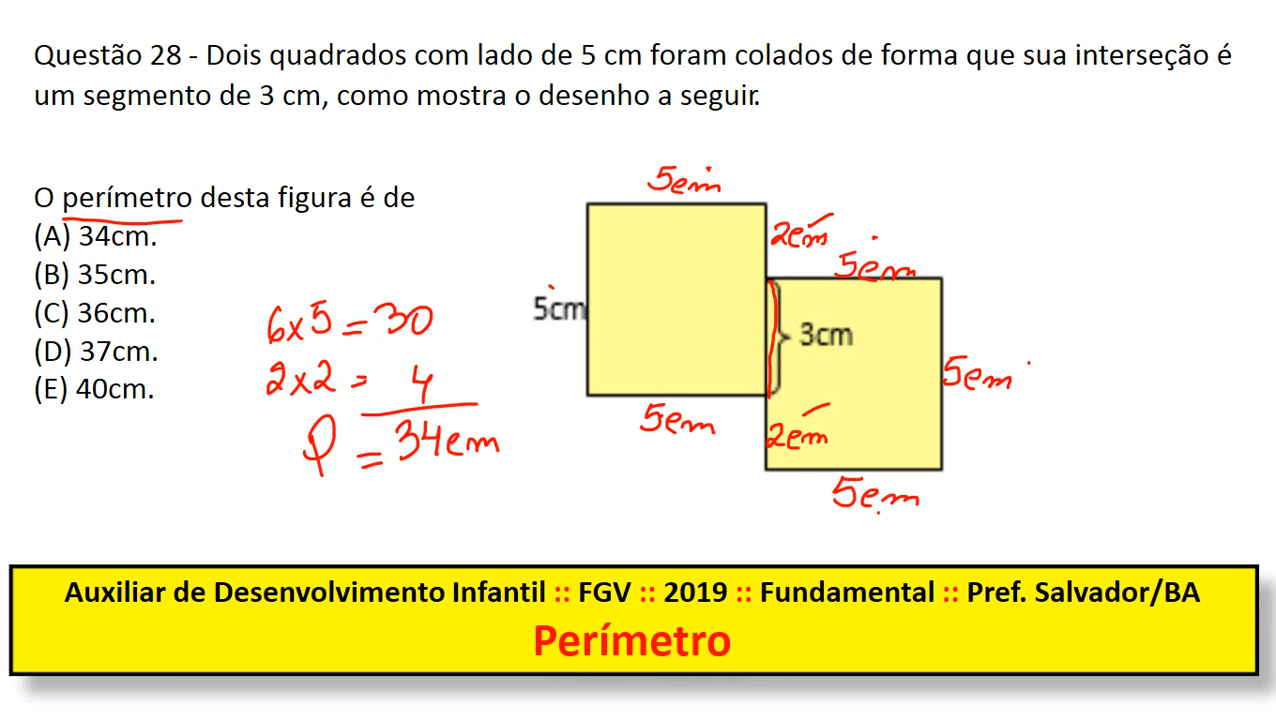 Questão 28 - Dois quadrados com lado de 5 cm foram colados de forma que sua interseção é
um segmento de 3 cm, como mostra o desenho a seguir.
O perímetro desta figura é de
(A) 34cm.
(B) 35cm.
(C) 36cm.
(D) 37cm.
(E) 40cm.
6x5 = 30
2x2 = 4
P = 34cm
5cm
2cm
5cm
5cm
3cm
5cm
5cm
2cm
5cm
Auxiliar de Desenvolvimento Infantil :: FGV :: 2019 :: Fundamental :: Pref. Salvador/BA
Perímetro